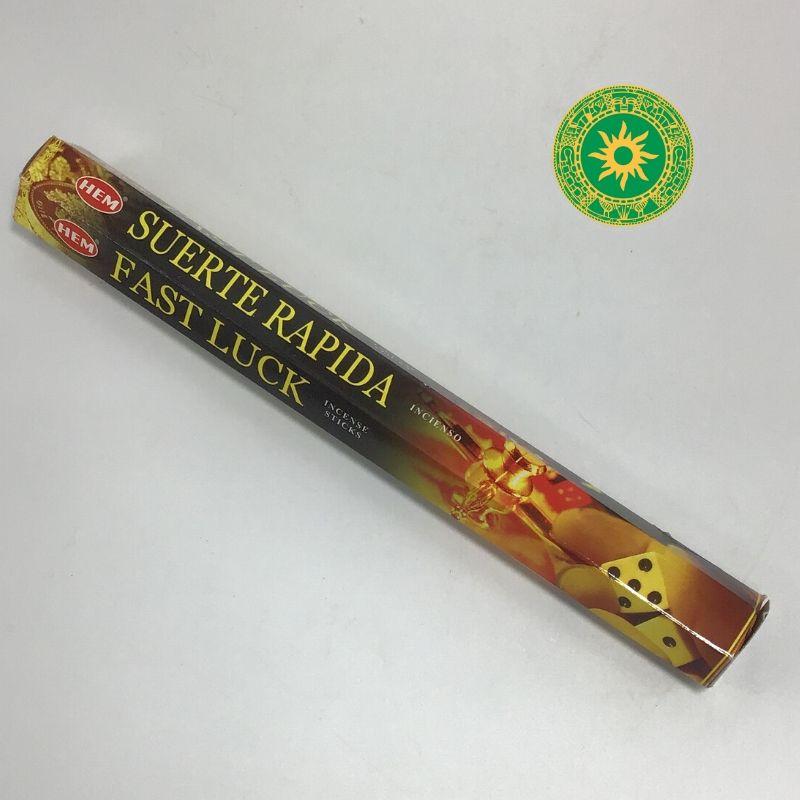 HEM
SUERTE RAPIDA
INCIENSO
HEM
FAST LUCK
INCENSE
STICKS